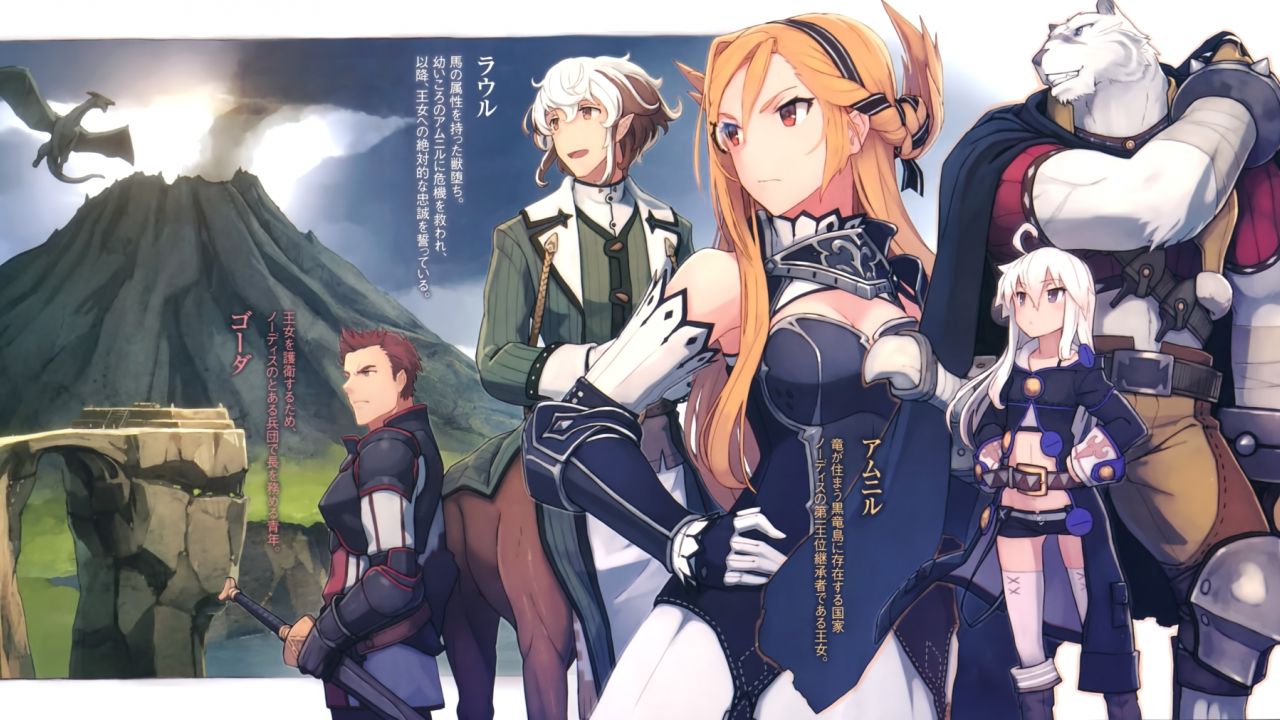 ラウル
馬の属性を持った獣堕ち。
幼いころのアムニルに危機を救われ、
以降、王女への絶対的な忠誠を誓っている。
ゴーダ
王女を護衛するため、
ノーディスのとある兵団で長を務める青年。
アムニル
竜が住まう黒竜島に存在する国家
ノーディスの第一王位継承者である王女。